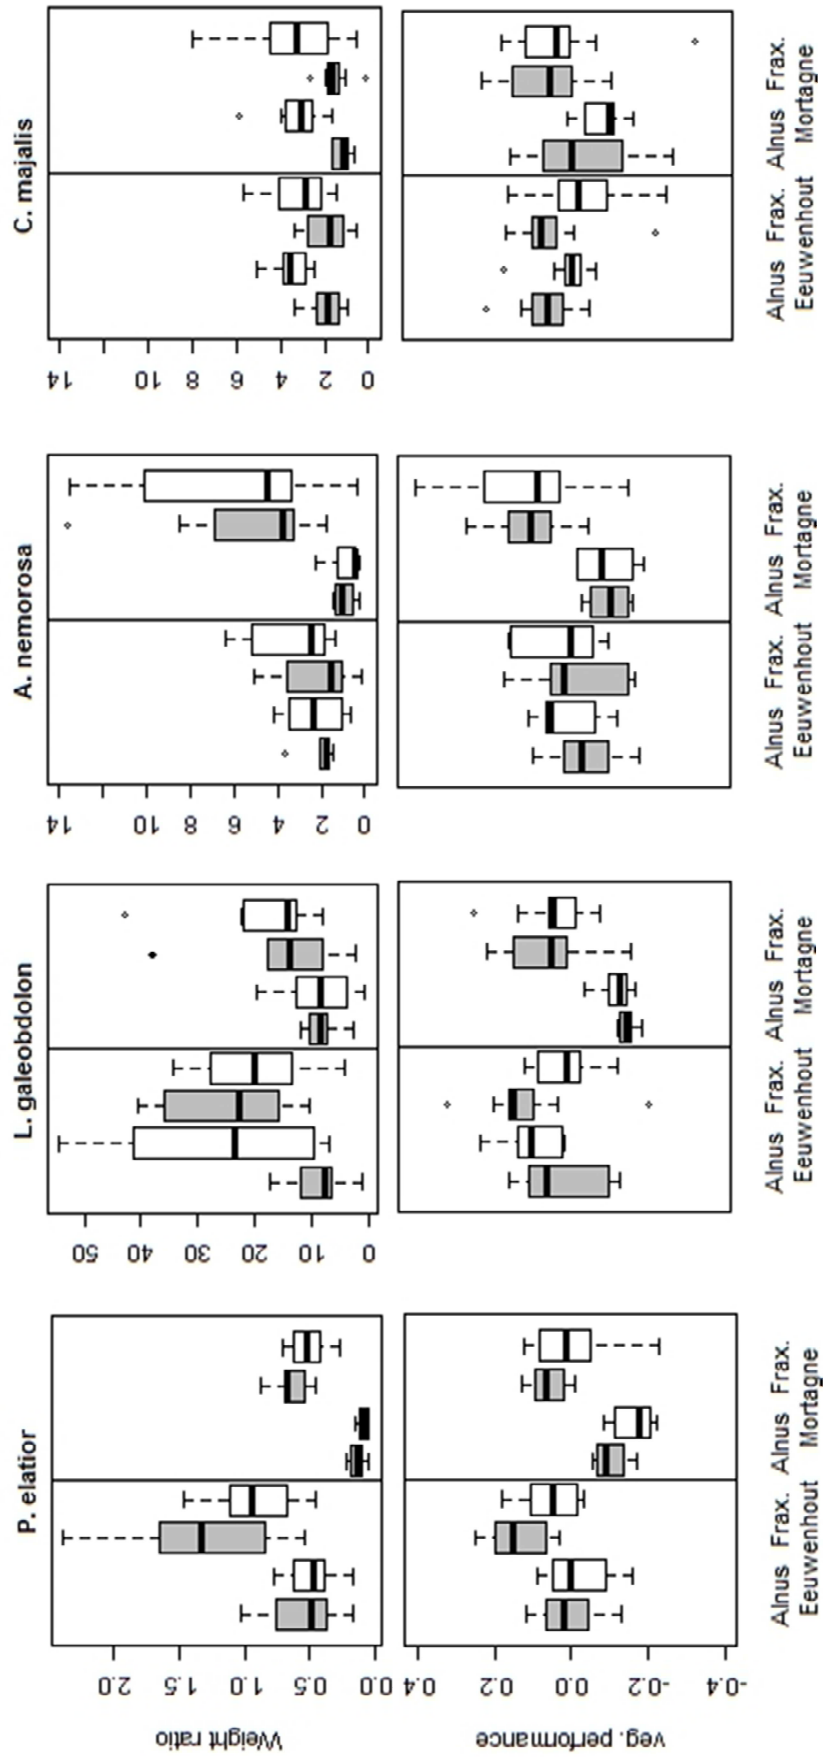 P. elatior
L. galeobdolon
A. nemorosa
C. majalis
Weight ratio
0.0 0.5 1.0 1.5 2.0
0 10 20 30 40 50
0 2 4 6 8 10 14
0 2 4 6 8 10 14
veg. performance
-0.4 -0.2 0.0 0.2 0.4
Alnus Frax. Alnus Frax.
Eeuwenhout Mortagne
Alnus Frax. Alnus Frax.
Eeuwenhout Mortagne
Alnus Frax. Alnus Frax.
Eeuwenhout Mortagne
Alnus Frax. Alnus Frax.
Eeuwenhout Mortagne